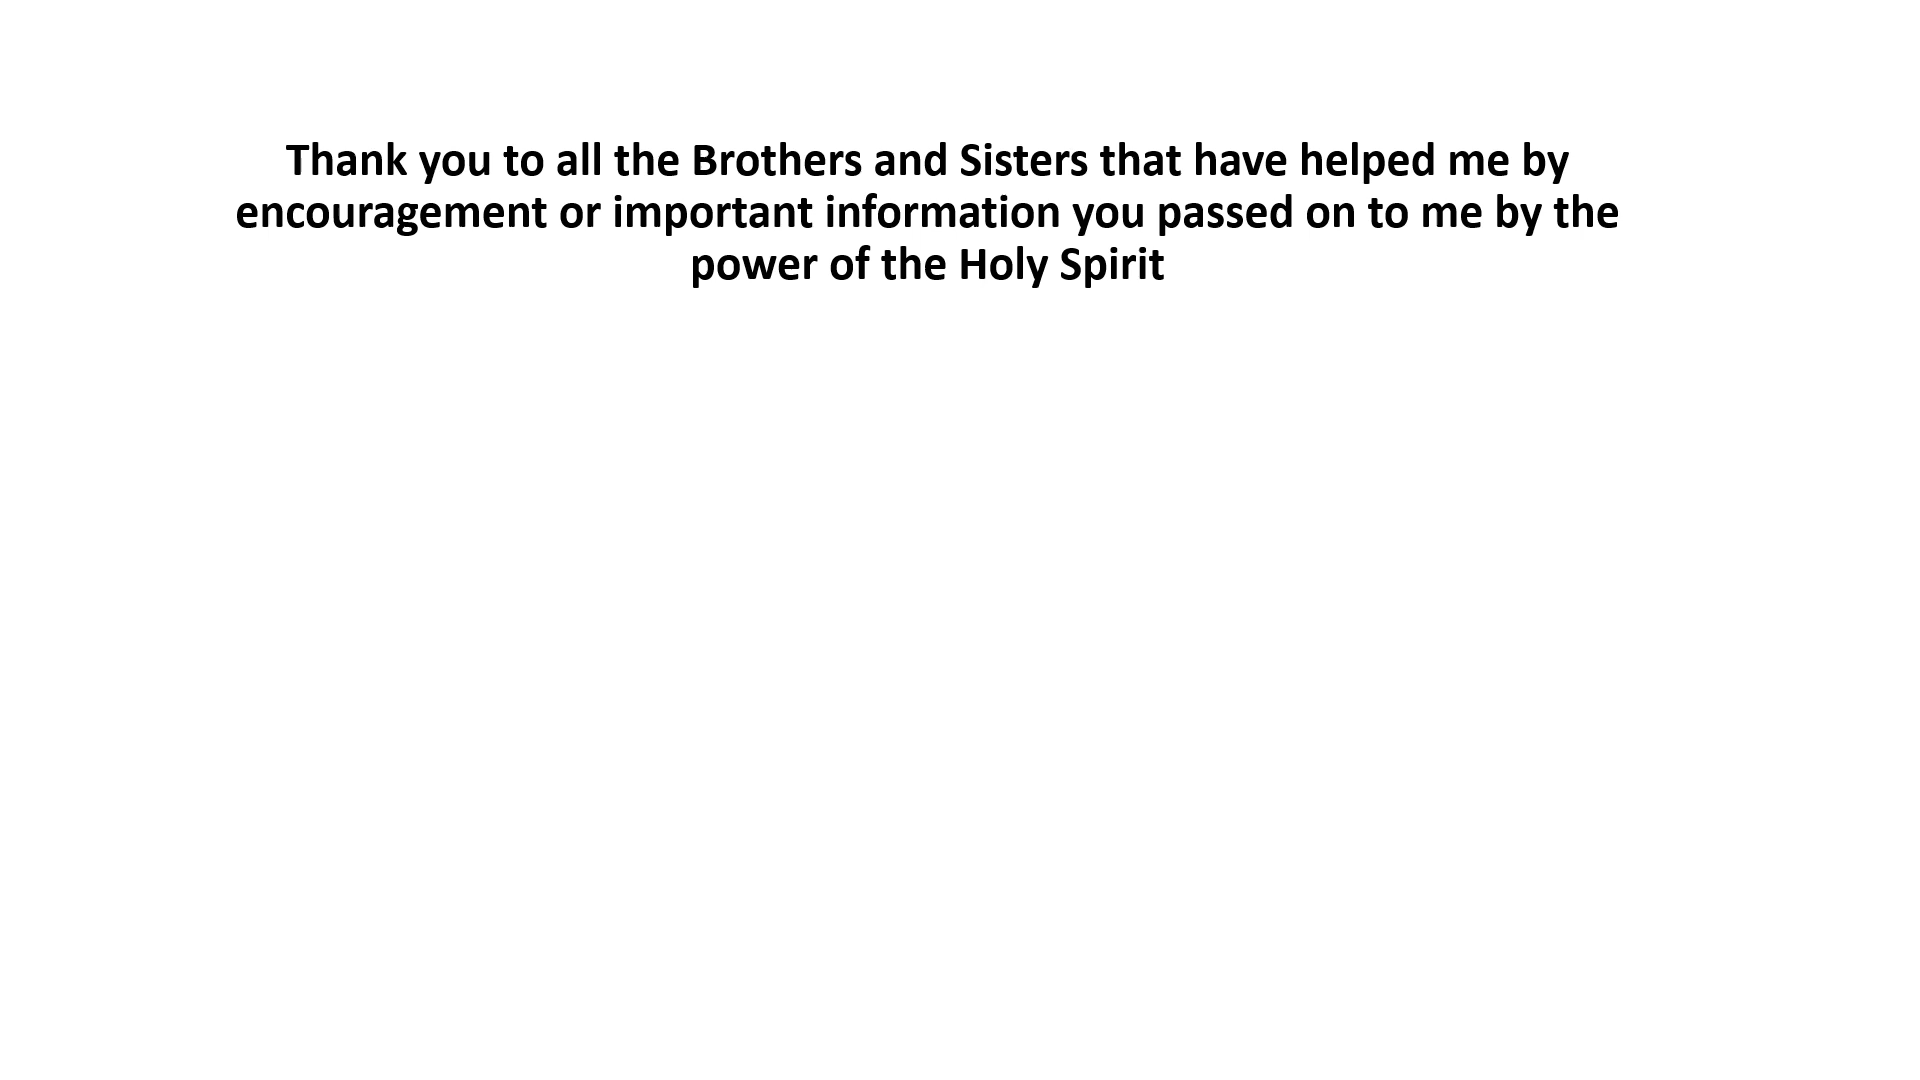 Thank you to all the Brothers and Sisters that have helped me by
encouragement or important information you passed on to me by the
power of the Holy Spirit